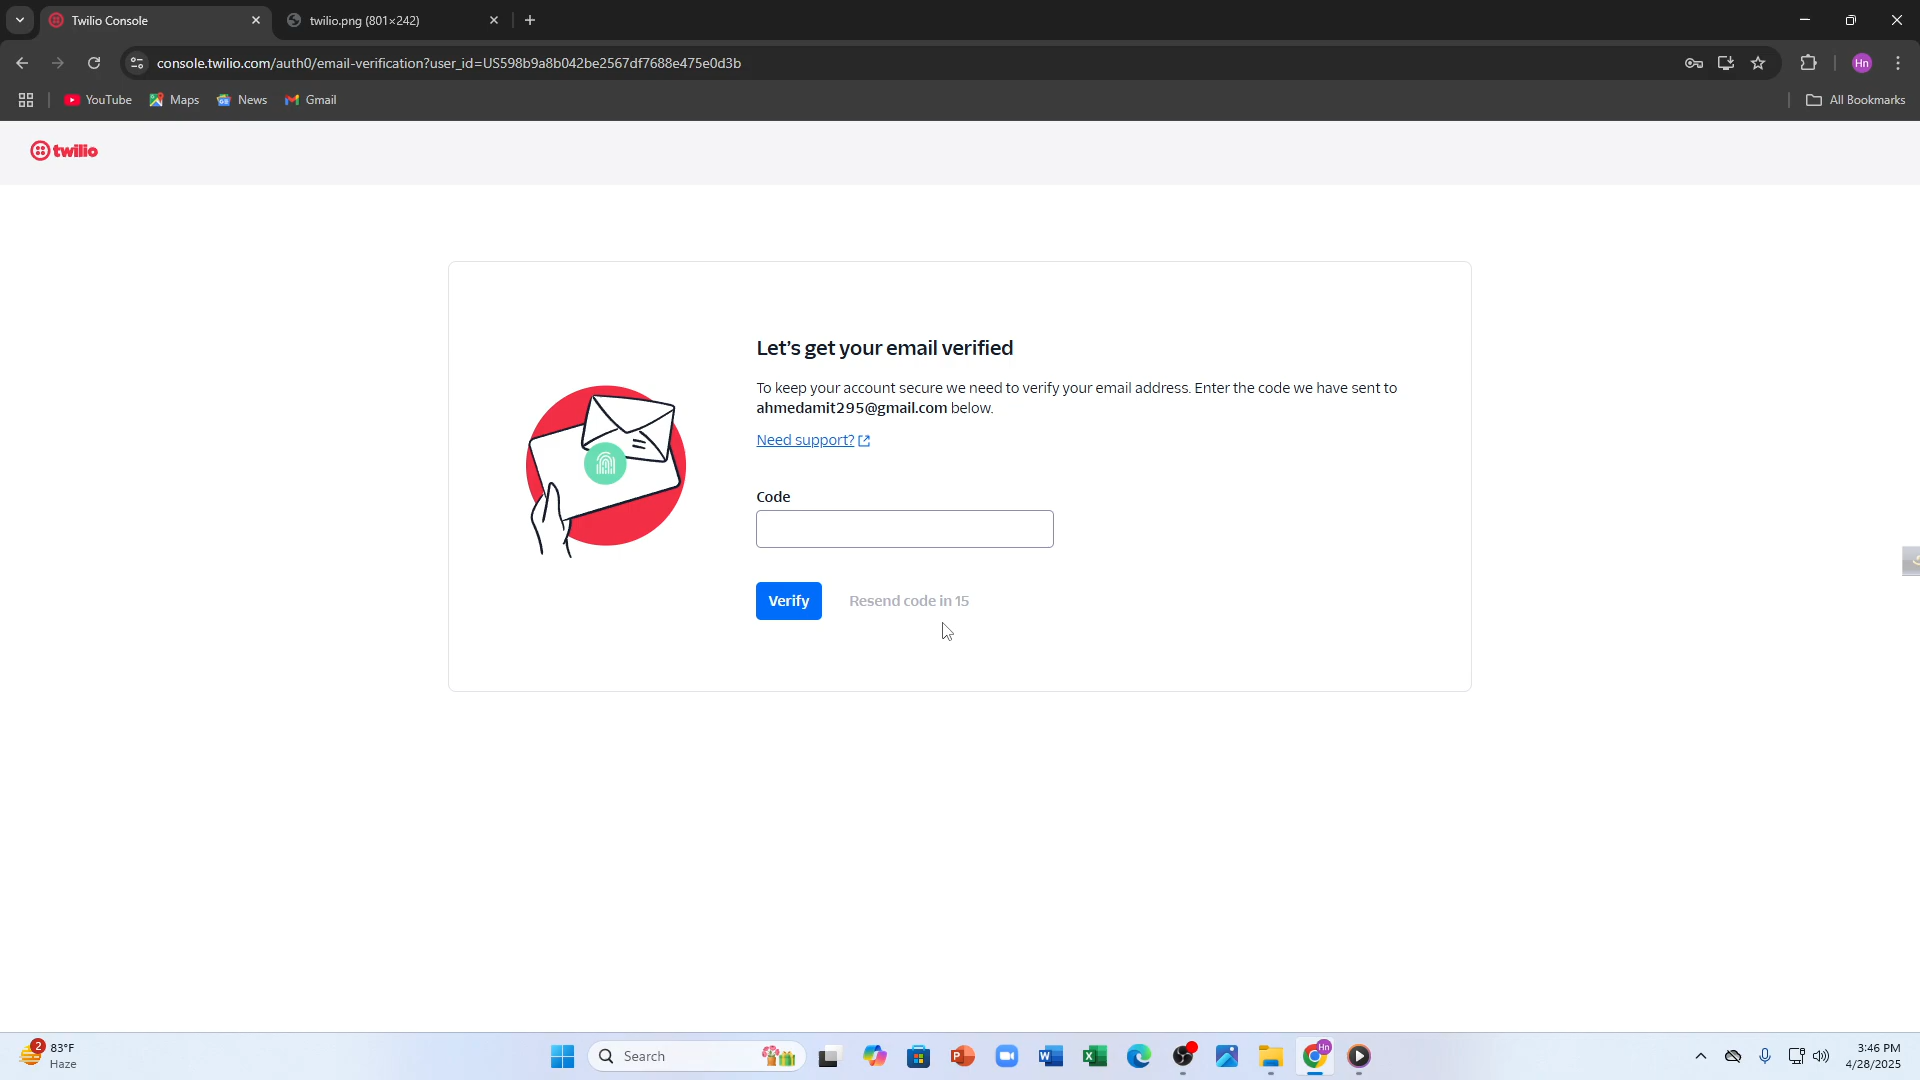 Twilio Console
twilio.png (801×242)
console.twilio.com/auth0/email-verification?user_id=US598b9a8b042be2567df7688e475e0d3b
Hn
YouTube
Maps
News
Gmail
All Bookmarks
twilio
Let's get your email verified
To keep your account secure we need to verify your email address. Enter the code we have sent to
ahmedamit295@gmail.com below.
Need support?
Code
Verify
Resend code in 15
2
83°F
Haze
Search
Hn
3:46 PM
4/28/2025